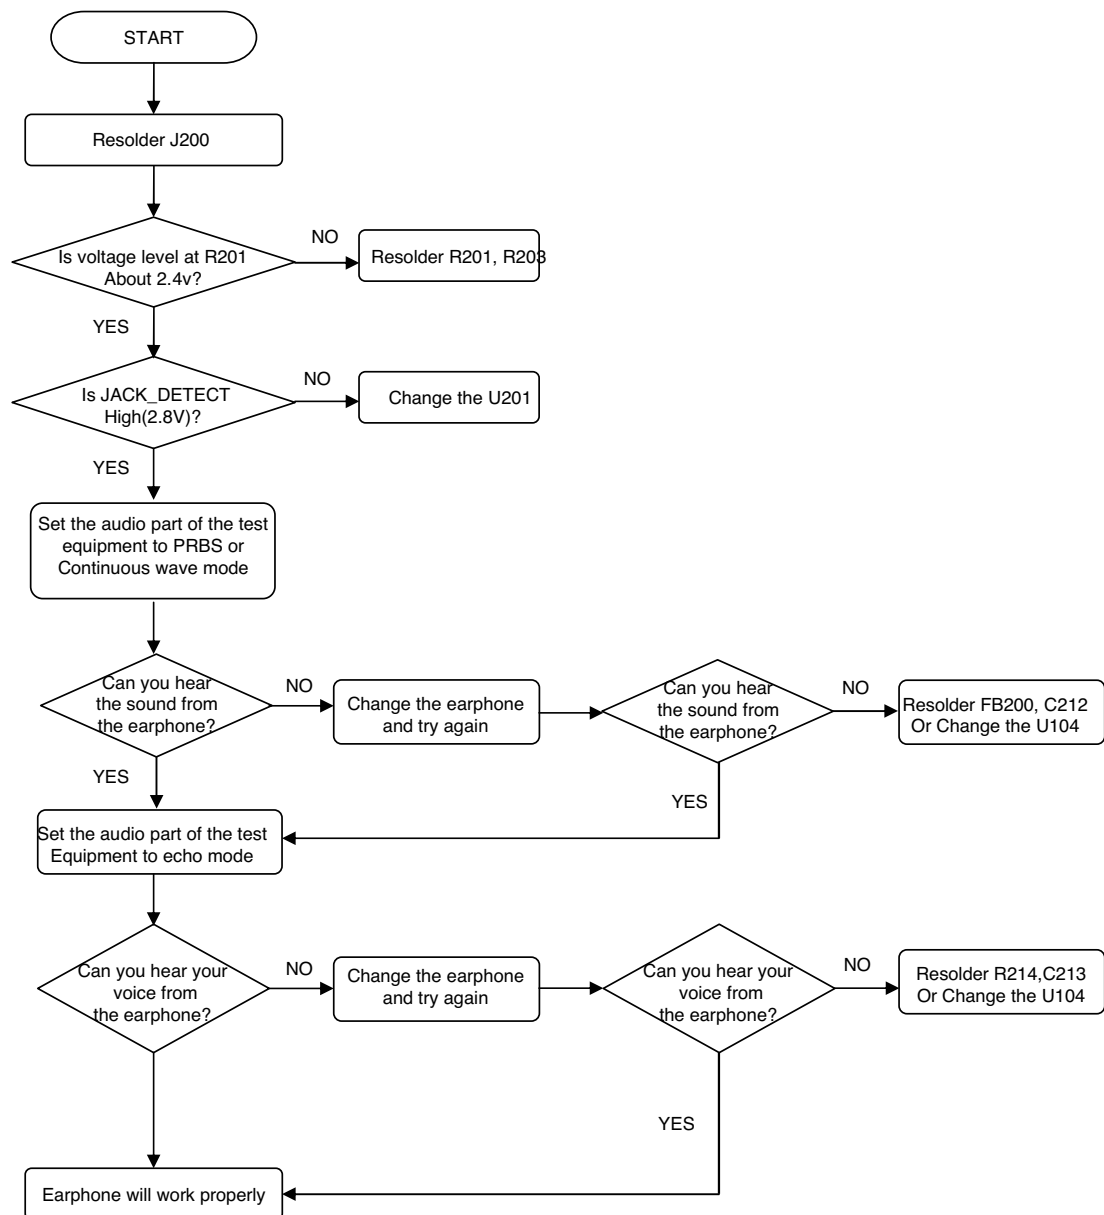 START
Resolder J200
Is voltage level at R201
About 2.4v?
NO
Resolder R201, R203
YES
Is JACK_DETECT
High(2.8V)?
NO
Change the U201
YES
Set the audio part of the test
equipment to PRBS or
Continuous wave mode
Can you hear
the sound from
the earphone?
NO
Change the earphone
and try again
Can you hear
the sound from
the earphone?
NO
Resolder FB200, C212
Or Change the U104
YES
YES
Set the audio part of the test
Equipment to echo mode
Can you hear your
voice from
the earphone?
NO
Change the earphone
and try again
Can you hear your
voice from
the earphone?
NO
Resolder R214,C213
Or Change the U104
YES
Earphone will work properly